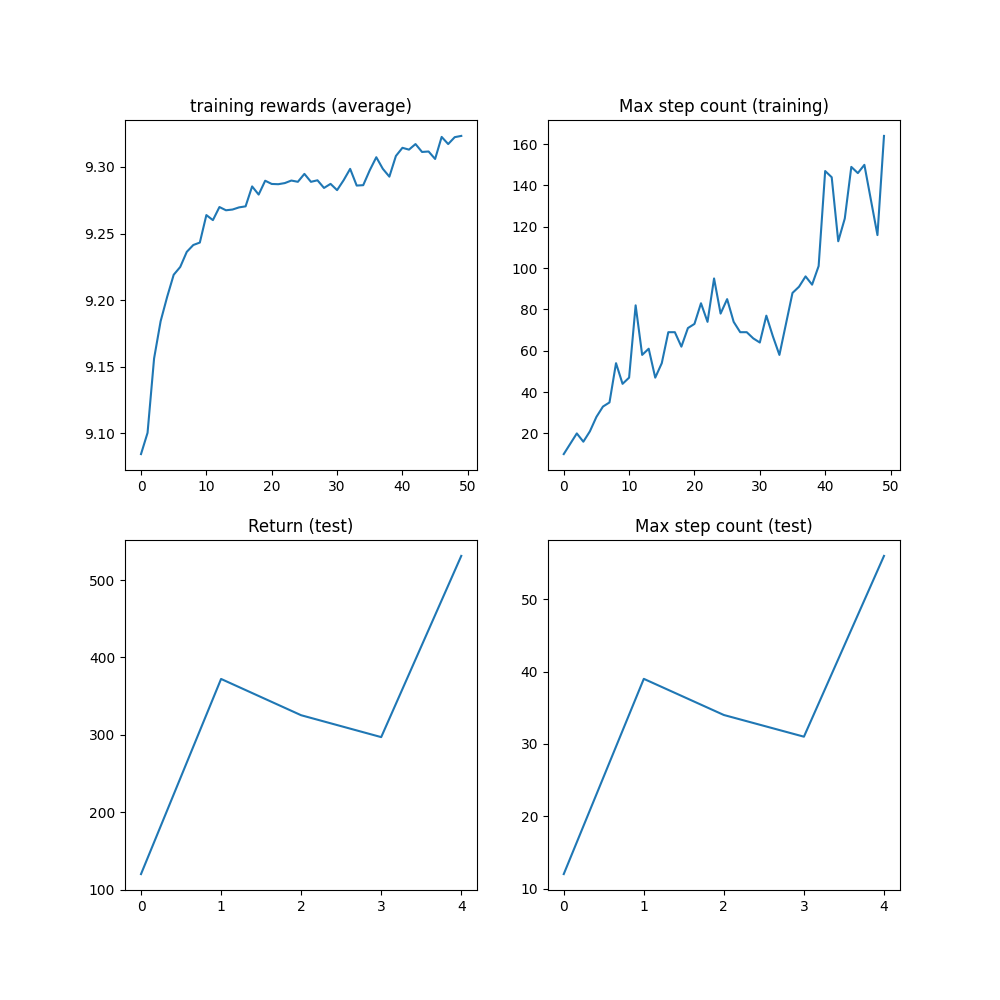 training rewards (average)
9.30
9.25
9.20
9.15
9.10
0 10 20 30 40 50
Max step count (training)
160
140
120
100
80
60
40
20
0 10 20 30 40 50
Return (test)
500
400
300
200
100
0 1 2 3 4
Max step count (test)
50
40
30
20
10
0 1 2 3 4